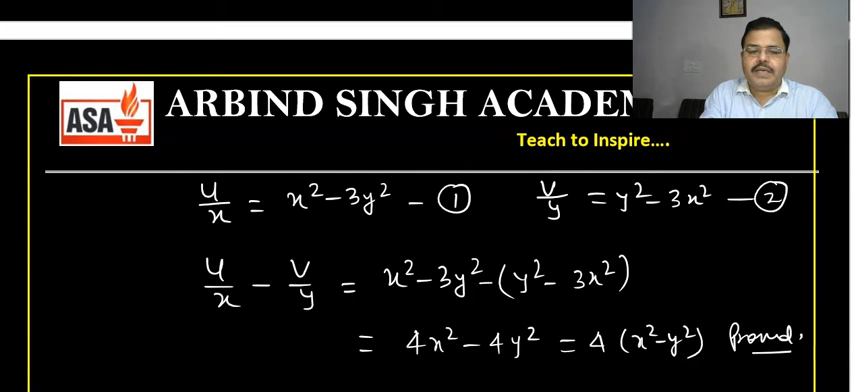 ARBIND SINGH ACADEM
ASA
Teach to Inspire....
u/x = x² - 3y² - ① v/y = y² - 3x² — ②
u/x - v/y = x² - 3y² - (y² - 3x²)
= 4x² - 4y² = 4 (x² - y²) Proved.